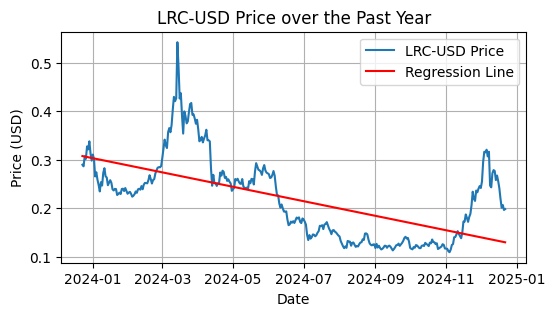 LRC-USD Price over the Past Year
LRC-USD Price
Regression Line
Price (USD)
0.5
0.4
0.3
0.2
0.1
2024-01 2024-03 2024-05 2024-07 2024-09 2024-11 2025-01
Date